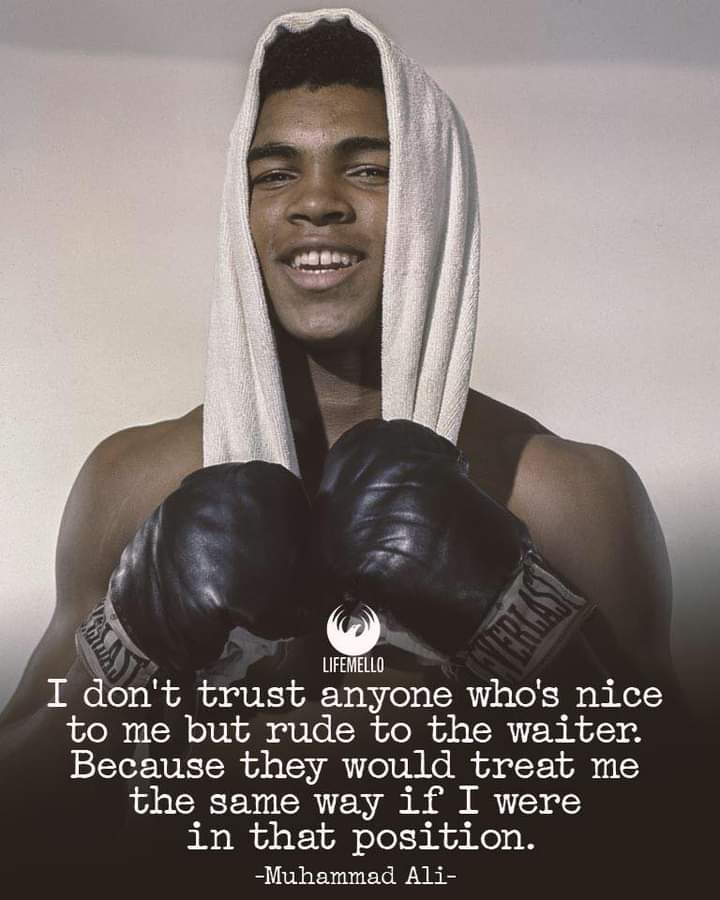 EVERLAST
LIFEMELLO
I don't trust anyone who's nice
to me but rude to the waiter.
Because they would treat me
the same way if I were
in that position.
-Muhammad Ali-